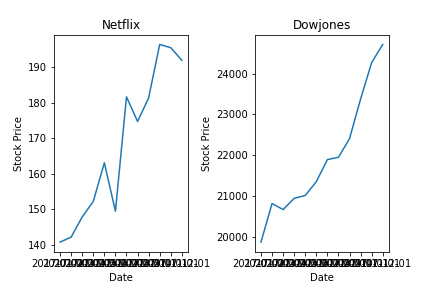 Netflix
Dowjones
Stock Price
190
180
170
160
150
140
Date
Stock Price
24000
23000
22000
21000
20000
Date